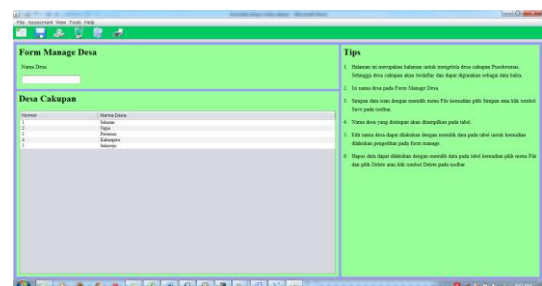 File Assessment View Tools Help
Form Manage Desa
Nama Desa
Desa Cakupan
Nomor Nama Desa
1
2 Ngijo
3
4
5 Sukorejo
Tips
1. Halaman ini merupakan halaman untuk mengelola desa cakupan Puskesmas.
Sehingga desa cakupan akan terdaftar dan dapat digunakan sebagai data balita.
2. Isi nama desa pada Form Manage Desa.
3. Simpan data isian dengan memilih menu File kemudian pilih Simpan atau klik tombol
Save pada toolbar.
4. Nama desa yang disimpan akan ditampilkan pada tabel.
5. Edit nama desa dapat dilakukan dengan memilih data pada tabel untuk kemudian
dilakukan pengeditan pada form manage.
6. Hapus data dapat dilakukan dengan memilih data pada tabel kemudian pilih menu File
dan pilih Delete atau klik tombol Delete pada toolbar